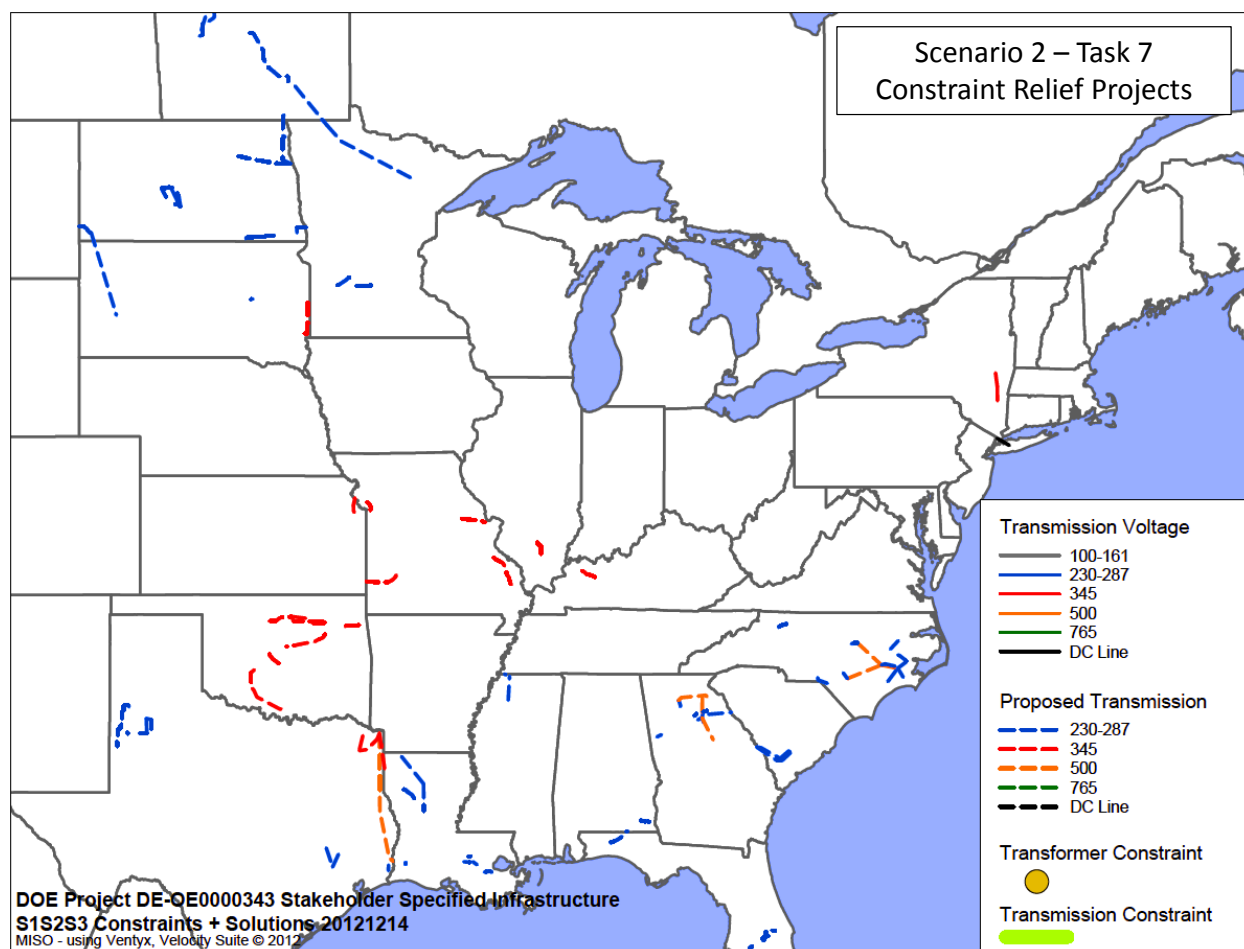 Scenario 2 – Task 7
Constraint Relief Projects
Transmission Voltage
100-161
230-287
345
500
765
DC Line
Proposed Transmission
230-287
345
500
765
DC Line
Transformer Constraint
Transmission Constraint
DOE Project DE-OE0000343 Stakeholder Specified Infrastructure
S1S2S3 Constraints + Solutions 20121214
MISO - using Ventyx, Velocity Suite © 2012